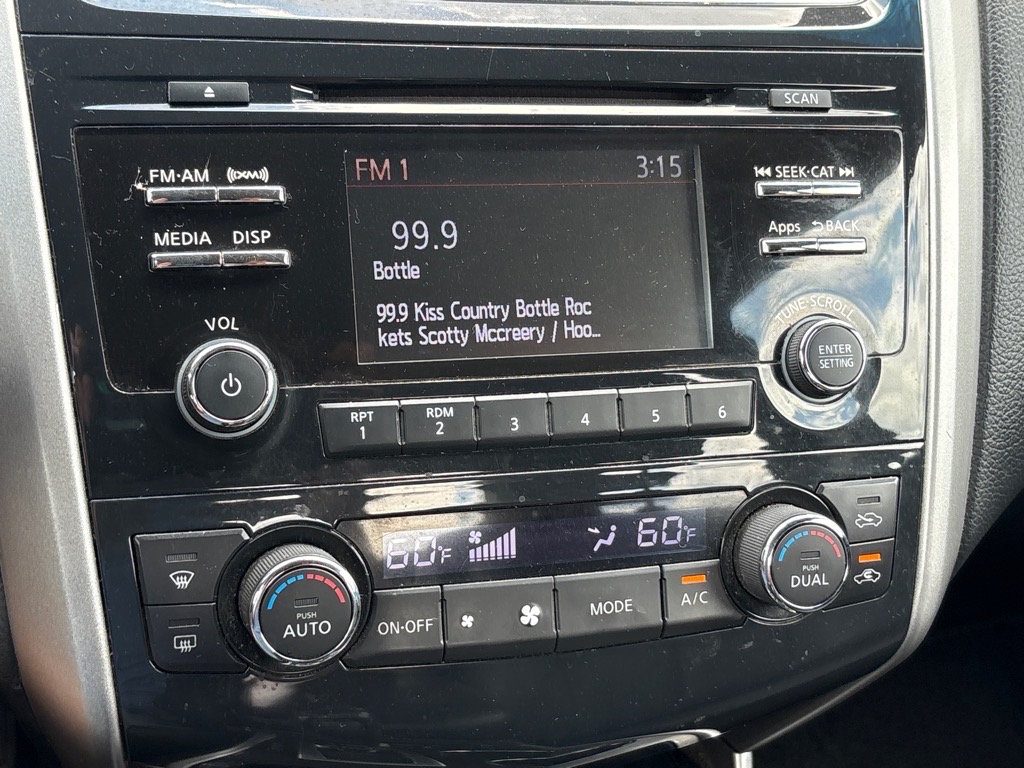 SCAN
FM·AM
((XM))
MEDIA
DISP
VOL
FM 1
3:15
99.9
Bottle
99.9 Kiss Country Bottle Roc
kets Scotty Mccreery / Hoo...
SEEK·CAT
Apps
BACK
TUNE·SCROLL
ENTER
SETTING
RPT
1
RDM
2
3
4
5
6
60°F
60°F
PUSH
AUTO
ON·OFF
MODE
A/C
PUSH
DUAL